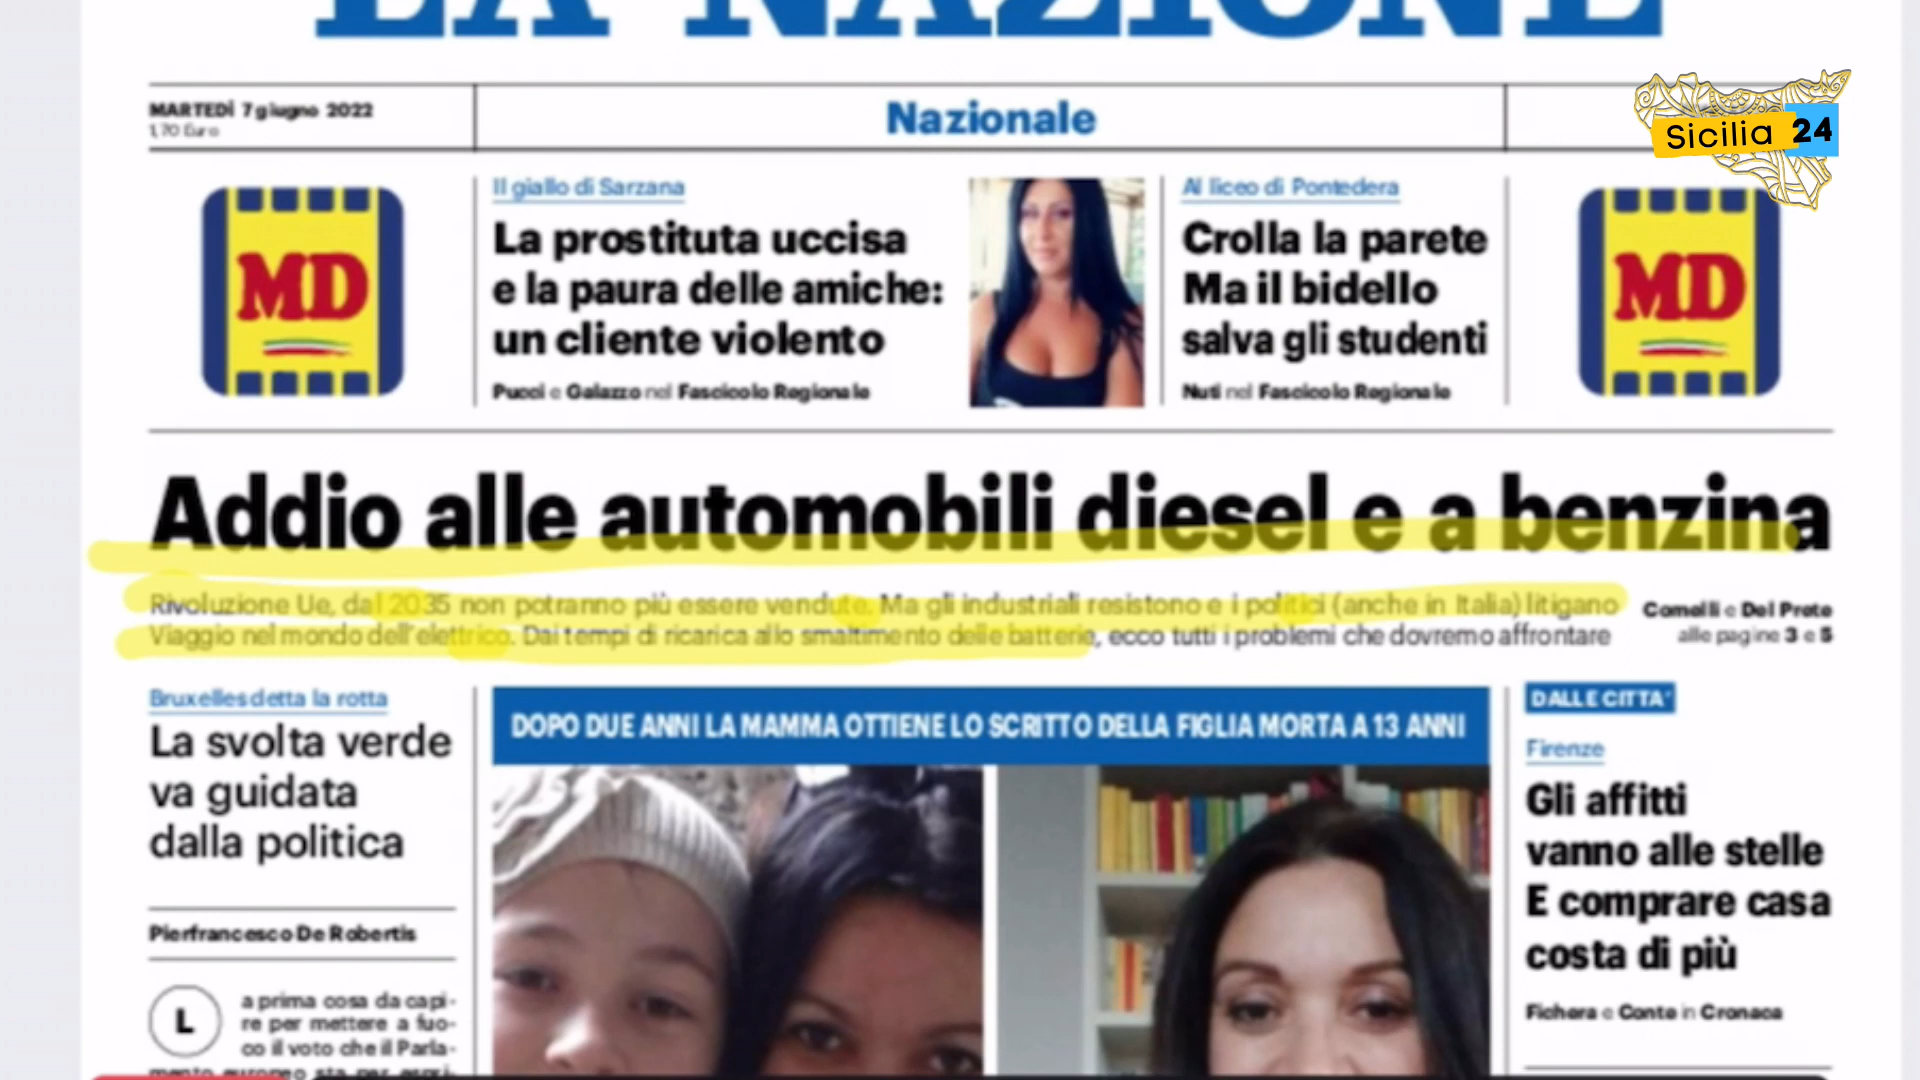 LA NAZIONE
MARTEDÌ 7 giugno 2022
1,70 Euro
Nazionale
Sicilia 24
MD
Il giallo di Sarzana
La prostituta uccisa
e la paura delle amiche:
un cliente violento
Pucci e Galazzo nel Fascicolo Regionale
Al liceo di Pontedera
Crolla la parete
Ma il bidello
salva gli studenti
Nuti nel Fascicolo Regionale
MD
Addio alle automobili diesel e a benzina
Rivoluzione Ue, dal 2035 non potranno più essere vendute. Ma gli industriali resistono e i politici (anche in Italia) litigano
Viaggio nel mondo dell'elettrico. Dai tempi di ricarica allo smaltimento delle batterie, ecco tutti i problemi che dovremo affrontare
Comelli e Del Prete
alle pagine 3 e 5
Bruxelles detta la rotta
La svolta verde
va guidata
dalla politica
Pierfrancesco De Robertis
L a prima cosa da capi-
re per mettere a fuo-
co il voto che il Parla-
mento europeo sta per espri-
DOPO DUE ANNI LA MAMMA OTTIENE LO SCRITTO DELLA FIGLIA MORTA A 13 ANNI
DALLE CITTA'
Firenze
Gli affitti
vanno alle stelle
E comprare casa
costa di più
Fichera e Conte in Cronaca